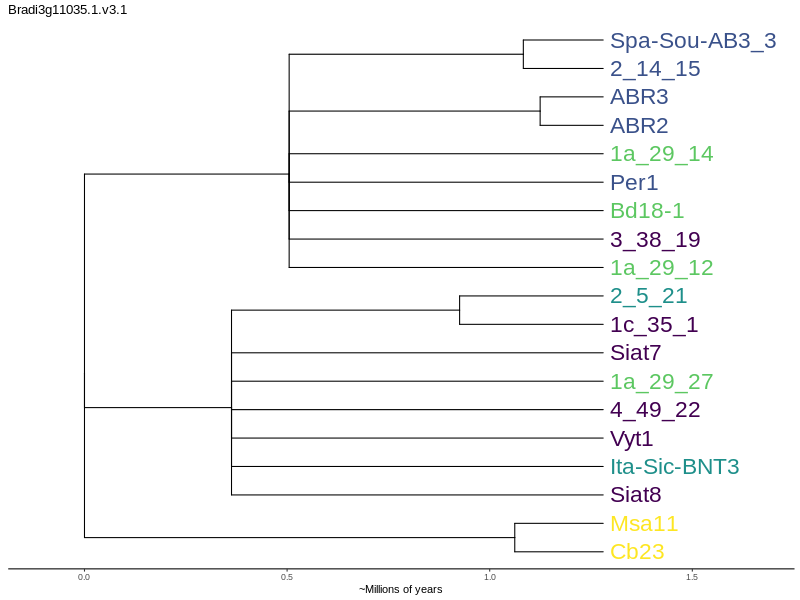 Bradi3g11035.1.v3.1
Spa-Sou-AB3_3
2_14_15
ABR3
ABR2
1a_29_14
Per1
Bd18-1
3_38_19
1a_29_12
2_5_21
1c_35_1
Siat7
1a_29_27
4_49_22
Vyt1
Ita-Sic-BNT3
Siat8
Msa11
Cb23
0.0 0.5 1.0 1.5
~Millions of years